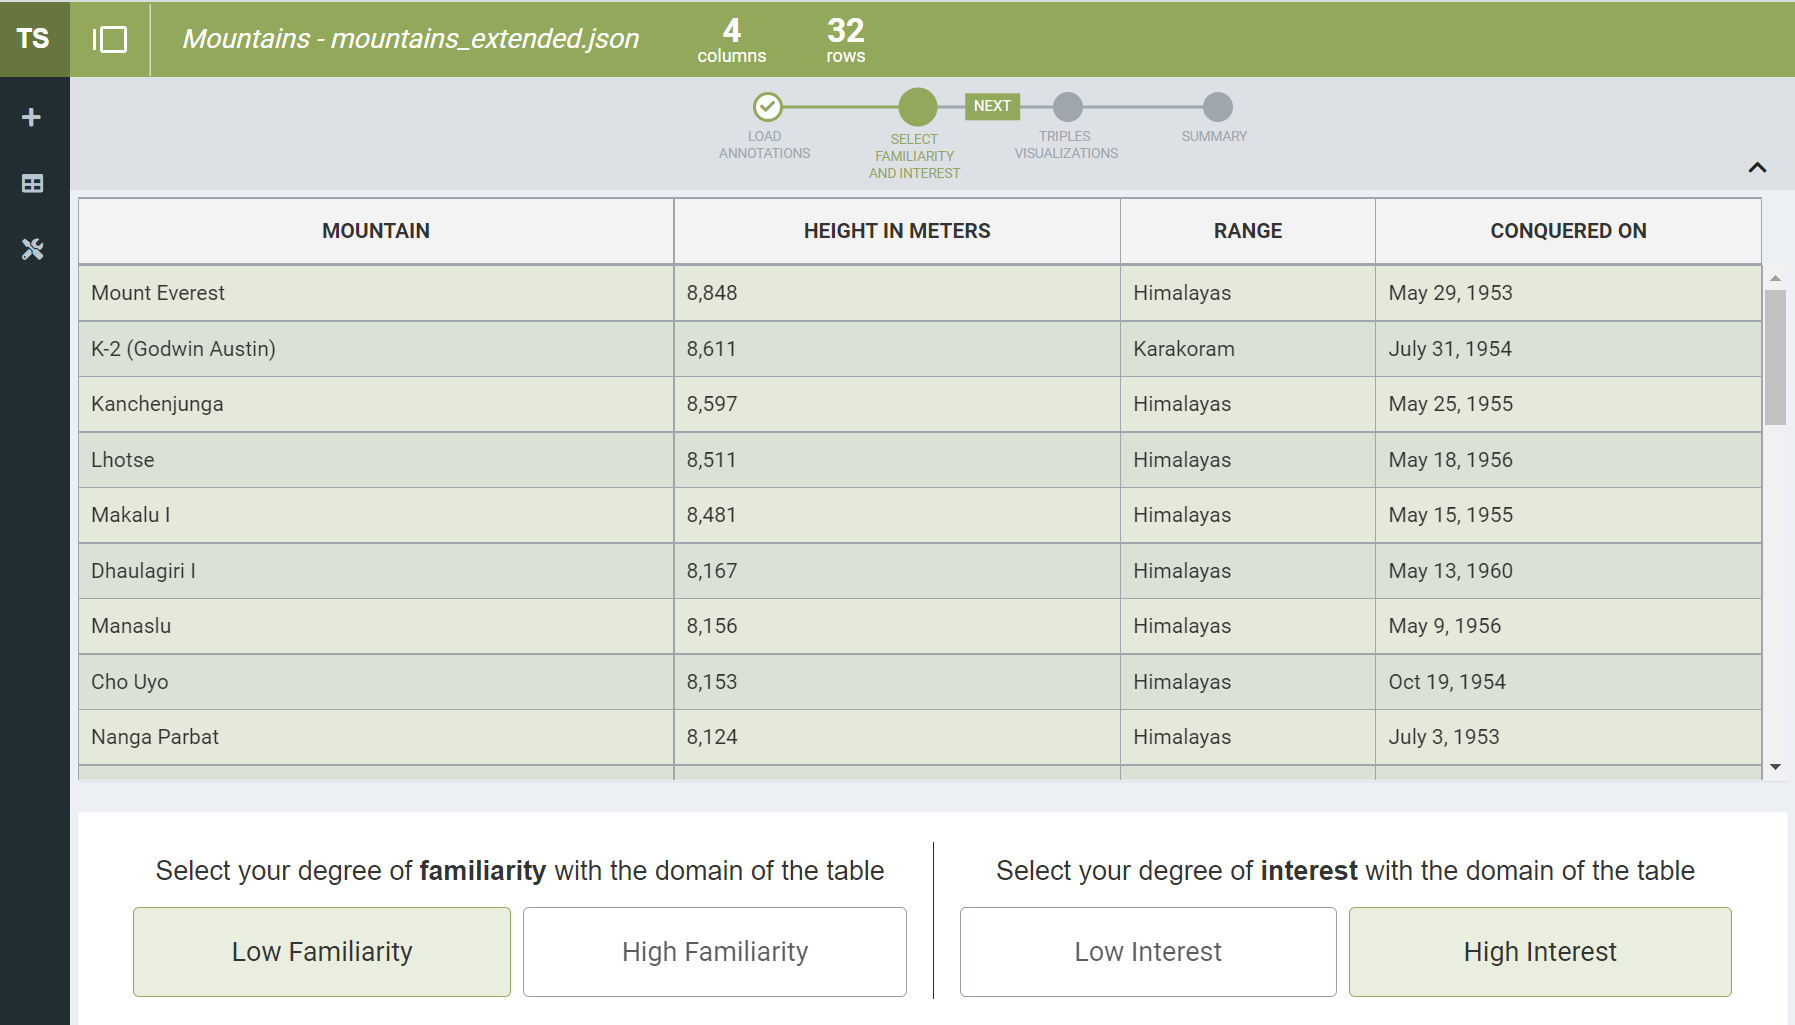 TS
Mountains - mountains_extended.json
4
columns
32
rows
NEXT
LOAD
ANNOTATIONS
SELECT
FAMILIARITY
AND INTEREST
TRIPLES
VISUALIZATIONS
SUMMARY
MOUNTAIN HEIGHT IN METERS RANGE CONQUERED ON
Mount Everest 8,848 Himalayas May 29, 1953
K-2 (Godwin Austin) 8,611 Karakoram July 31, 1954
Kanchenjunga 8,597 Himalayas May 25, 1955
Lhotse 8,511 Himalayas May 18, 1956
Makalu I 8,481 Himalayas May 15, 1955
Dhaulagiri I 8,167 Himalayas May 13, 1960
Manaslu 8,156 Himalayas May 9, 1956
Cho Uyo 8,153 Himalayas Oct 19, 1954
Nanga Parbat 8,124 Himalayas July 3, 1953
Select your degree of familiarity with the domain of the table
Low Familiarity High Familiarity
Select your degree of interest with the domain of the table
Low Interest High Interest